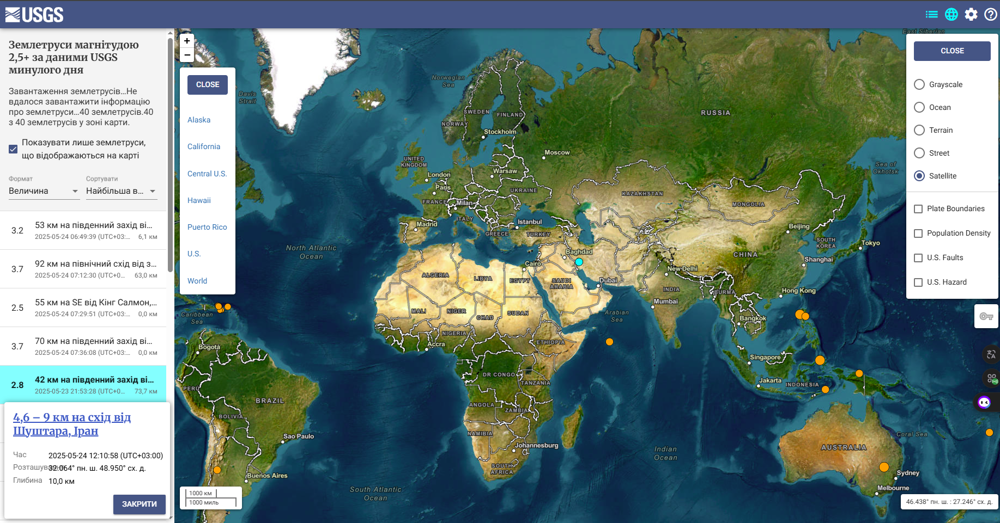 USGS
Землетруси магнітудою
2,5+ за даними USGS
минулого дня
Завантаження землетрусів...Не
вдалося завантажити інформацію
про землетруси...40 землетрусів.40
з 40 землетрусів у зоні карти.
Показувати лише землетруси,
що відображаються на карті
Формат
Сортувати
Величина
Найбільша в...
3.2
53 км на південний захід ві...
2025-05-24 06:49:39 (UTC+03:...
6,1 км
3.7
92 км на північний схід від з...
2025-05-24 07:12:30 (UTC+0...
63,0 км
2.5
55 км на SE від Кінг Салмон,...
2025-05-24 07:29:51 (UTC+03:...
0,0 км
3.7
70 км на південний захід ві...
2025-05-24 07:36:08 (UTC+03:...
0,0 км
2.8
42 км на південний захід ві...
2025-05-23 21:53:28 (UTC+0...
73,7 км
4,6 – 9 км на схід від
Шуштара, Іран
Час
2025-05-24 12:10:58 (UTC+03:00)
32.064° пн. ш. 48.950° сх. д.
Глибина
10,0 км
ЗАКРИТИ
+
−
CLOSE
Alaska
California
Central U.S.
Hawaii
Puerto Rico
U.S.
World
East Siberian
Norwegian
Sea
Davis
Strait
SWEDEN
FINLAND
NORWAY
Stockholm
RUSSIA
Moscow
UNITED
KINGDOM
London
Warsaw
Paris
UKRAINE
FRANCE
Milan
KAZAKHSTAN
MONGOLIA
Sea of
Okhotsk
Madrid
ITALY
Istanbul
GREECE
TURKEY
Beijing
SOUTH
KOREA
Tokyo
North Atlantic
Ocean
Baghdad
Cairo
CHINA
Shanghai
New Delhi
ALGERIA
LIBYA
EGYPT
SAUDI
ARABIA
Dubai
INDIA
BURMA
Hong Kong
Mumbai
MALI
NIGER
CHAD
SUDAN
Arabian
Sea
Bangkok
Caribbean
Sea
NIGERIA
ETHIOPIA
Bogotá
Accra
Singapore
DR CONGO
TANZANIA
Jakarta
INDONESIA
PERU
BRAZIL
ANGOLA
ZAMBIA
BOLIVIA
NAMIBIA
Sao Paulo
Johannesburg
Indian
Ocean
Coral Sea
AUSTRALIA
SOUTH
AFRICA
Buenos Aires
Sydney
South Atlantic
Ocean
Melbourne
1000 км
1000 миль
CLOSE
Grayscale
Ocean
Terrain
Street
Satellite
Plate Boundaries
Population Density
U.S. Faults
U.S. Hazard
46.438° пн. ш. : 27.246° сх. д.